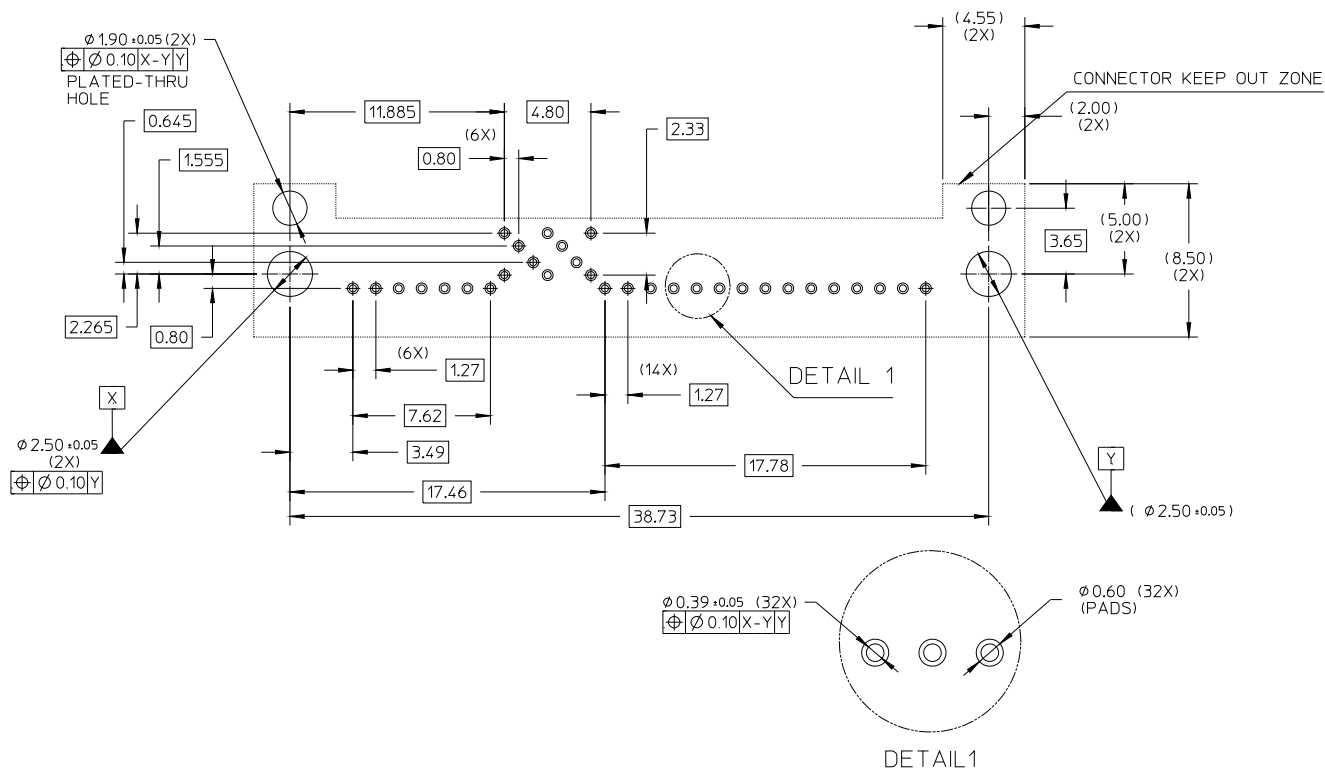 (4.55)
(2X)
⌀1.90 ±0.05 (2X)
⌖ ⌀0.10 X-Y Y
PLATED-THRU
HOLE
CONNECTOR KEEP OUT ZONE
(2.00)
(2X)
11.885
4.80
0.645
(6X)
2.33
1.555
0.80
(5.00)
(2X)
3.65
(8.50)
(2X)
2.265
0.80
(6X)
1.27
(14X)
1.27
DETAIL 1
X
7.62
⌀2.50 ±0.05
(2X)
⌖ ⌀0.10 Y
3.49
17.78
Y
17.46
38.73
( ⌀2.50 ±0.05)
⌀0.39 ±0.05 (32X)
⌖ ⌀0.10 X-Y Y
⌀0.60 (32X)
(PADS)
DETAIL1